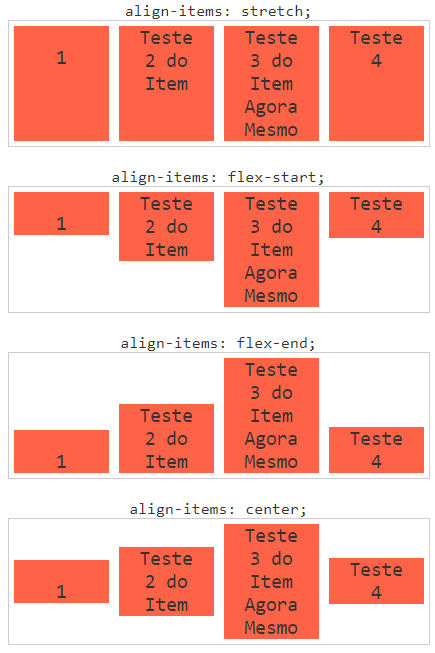 align-items: stretch;
1
Teste
2 do
Item
Teste
3 do
Item
Agora
Mesmo
Teste
4
align-items: flex-start;
1
Teste
2 do
Item
Teste
3 do
Item
Agora
Mesmo
Teste
4
align-items: flex-end;
1
Teste
2 do
Item
Teste
3 do
Item
Agora
Mesmo
Teste
4
align-items: center;
1
Teste
2 do
Item
Teste
3 do
Item
Agora
Mesmo
Teste
4